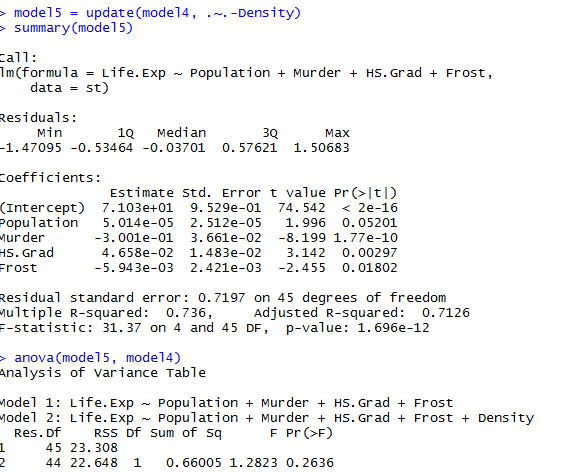 > model5 = update(model4, .~.-Density)
> summary(model5)
Call:
lm(formula = Life.Exp ~ Population + Murder + HS.Grad + Frost,
    data = st)
Residuals:
     Min       1Q   Median       3Q      Max
-1.47095 -0.53464 -0.03701  0.57621  1.50683
Coefficients:
              Estimate Std. Error t value Pr(>|t|)
(Intercept)  7.103e+01  9.529e-01  74.542  < 2e-16
Population   5.014e-05  2.512e-05   1.996  0.05201
Murder      -3.001e-01  3.661e-02  -8.199 1.77e-10
HS.Grad      4.658e-02  1.483e-02   3.142  0.00297
Frost       -5.943e-03  2.421e-03  -2.455  0.01802
Residual standard error: 0.7197 on 45 degrees of freedom
Multiple R-squared:  0.736,     Adjusted R-squared:  0.7126
F-statistic: 31.37 on 4 and 45 DF,  p-value: 1.696e-12
> anova(model5, model4)
Analysis of Variance Table
Model 1: Life.Exp ~ Population + Murder + HS.Grad + Frost
Model 2: Life.Exp ~ Population + Murder + HS.Grad + Frost + Density
  Res.Df    RSS Df Sum of Sq      F Pr(>F)
1     45 23.308
2     44 22.648  1   0.66005 1.2823 0.2636